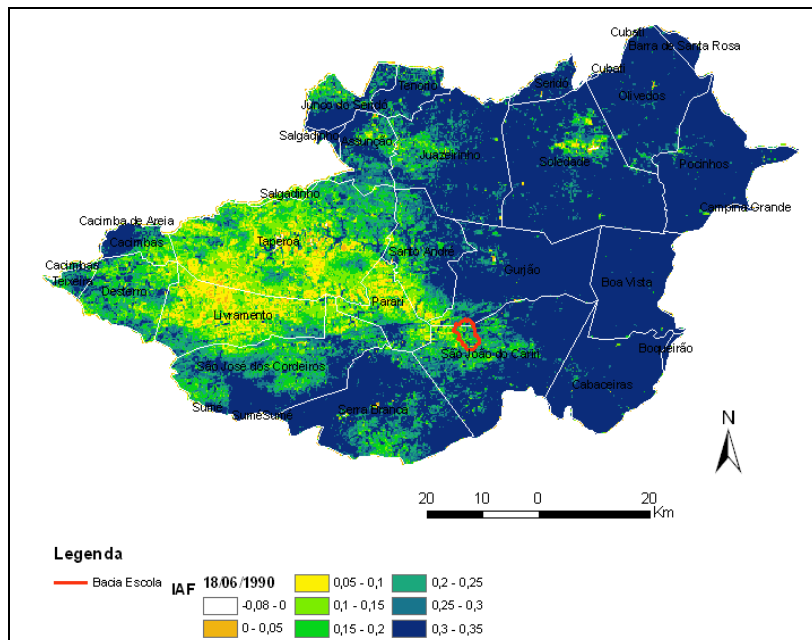 Cubati
Barra de Santa Rosa
Cubati
Seridó
Tenório
Olivedos
Junco do Seridó
Salgadinho
Assunção
Juazeirinho
Soledade
Pocinhos
Salgadinho
Campina Grande
Cacimba de Areia
Cacimbas
Taperoá
Santo André
Cacimbas
Teixeira
Desterro
Gurjão
Boa Vista
Parari
Livramento
São João do Cariri
Boqueirão
São José dos Cordeiros
Cabaceiras
Sumé
SuméSumé
Serra Branca
N
20 10 0 20
Km
Legenda
Bacia Escola
IAF 18/06/1990
-0,08 - 0
0 - 0,05
0,05 - 0,1
0,1 - 0,15
0,15 - 0,2
0,2 - 0,25
0,25 - 0,3
0,3 - 0,35